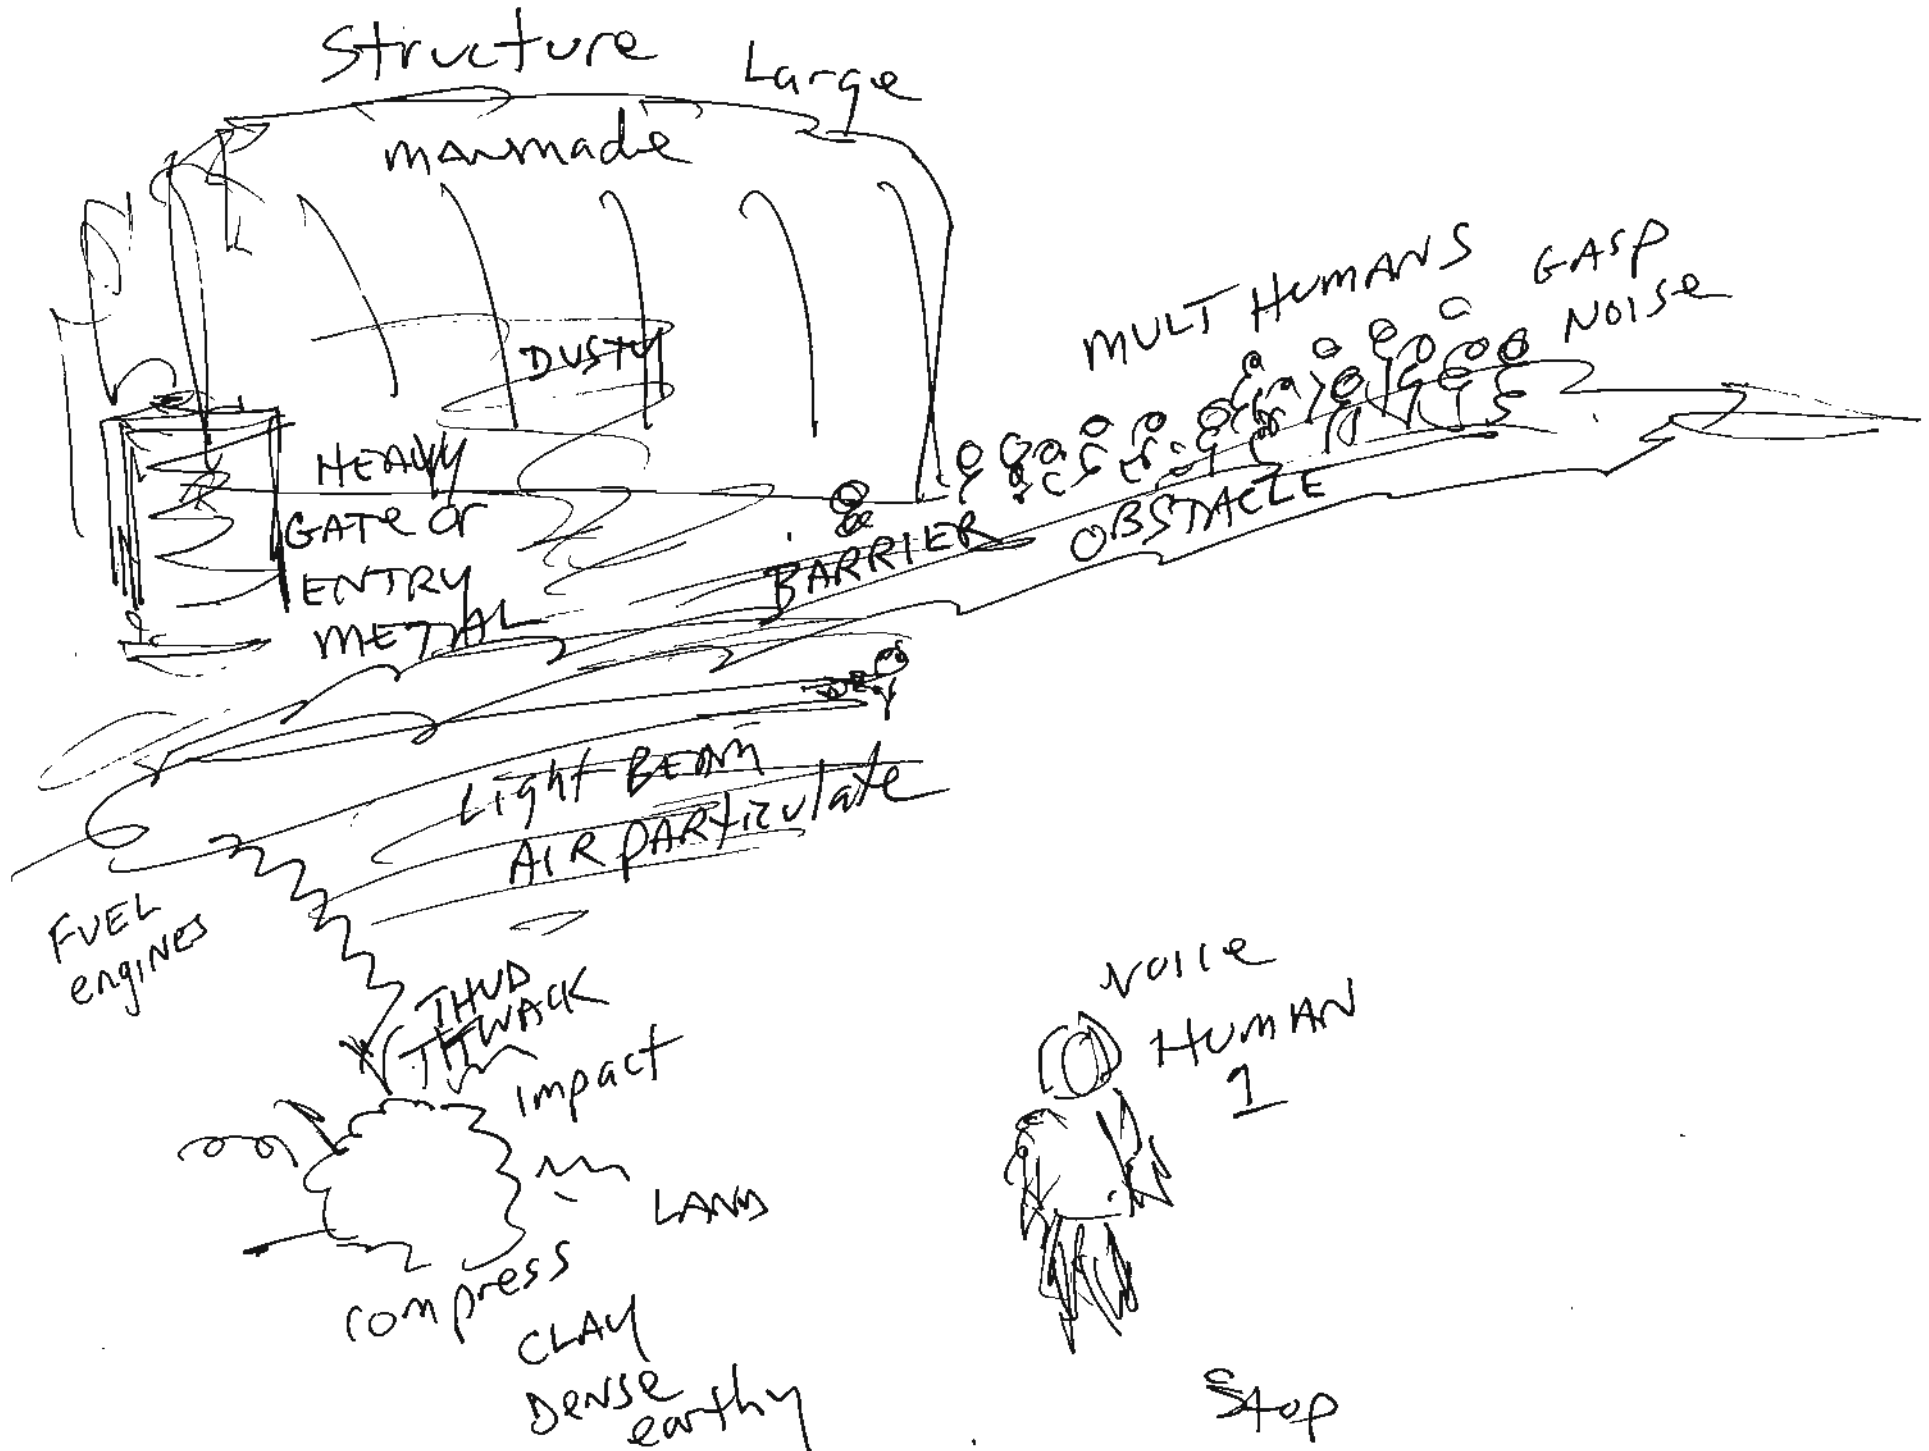 Structure
Large
manmade
DUSTY
MULT HUMANS
GASP
NOISE
HEAVY
GATE or
ENTRY
METAL
BARRIER
OBSTACLE
Light BEAM
AIR PARticulate
FUEL
engines
THUD
THWACK
impact
LAND
compress
CLAY
Dense
earthy
VOICE
HUMAN
1
Stop